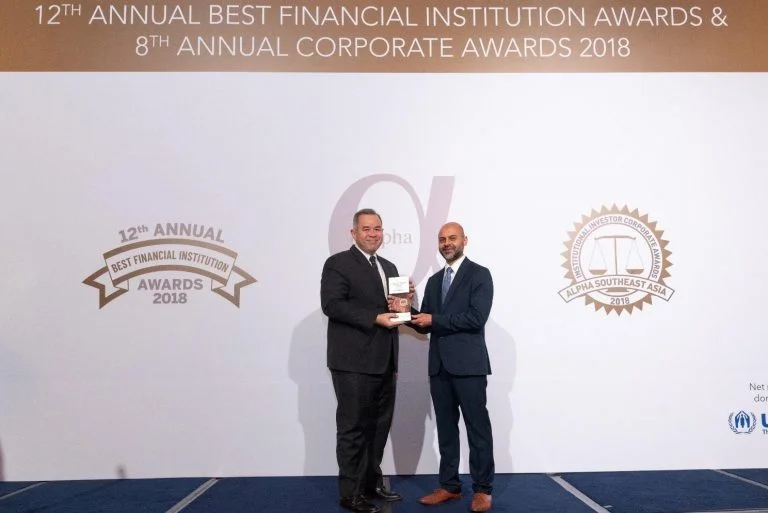 12TH ANNUAL BEST FINANCIAL INSTITUTION AWARDS &
8TH ANNUAL CORPORATE AWARDS 2018
12th ANNUAL
BEST FINANCIAL INSTITUTION
AWARDS
2018
pha
INSTITUTIONAL INVESTOR CORPORATE AWARDS
ALPHA SOUTHEAST ASIA
2018
Net